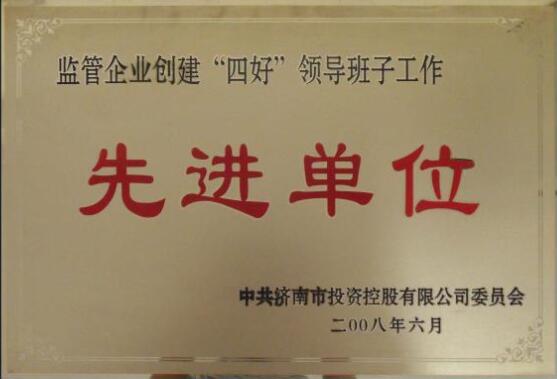 监管企业创建“四好”领导班子工作
先进单位
中共济南市投资控股有限公司委员会
二00八年六月